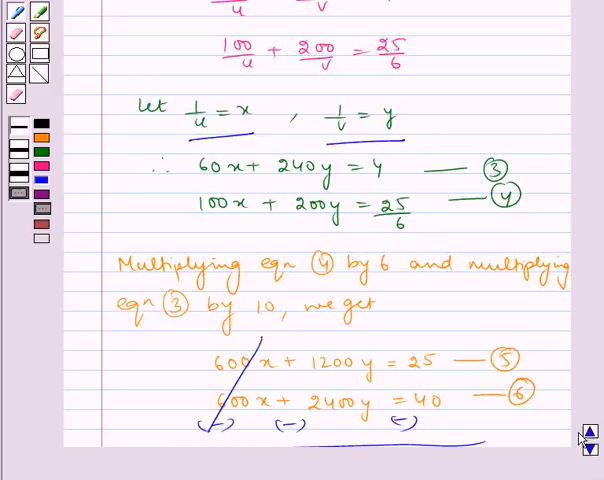 u v
100/u + 200/v = 25/6
Let 1/u = x , 1/v = y
∴ 60x + 240y = 4 —— ③
100x + 200y = 25/6 —— ④
Multiplying eqn ④ by 6 and multiplying
eqn ③ by 10, we get
600x + 1200y = 25 —— ⑤
600x + 2400y = 40 —— ⑥
(-) (-) (-)